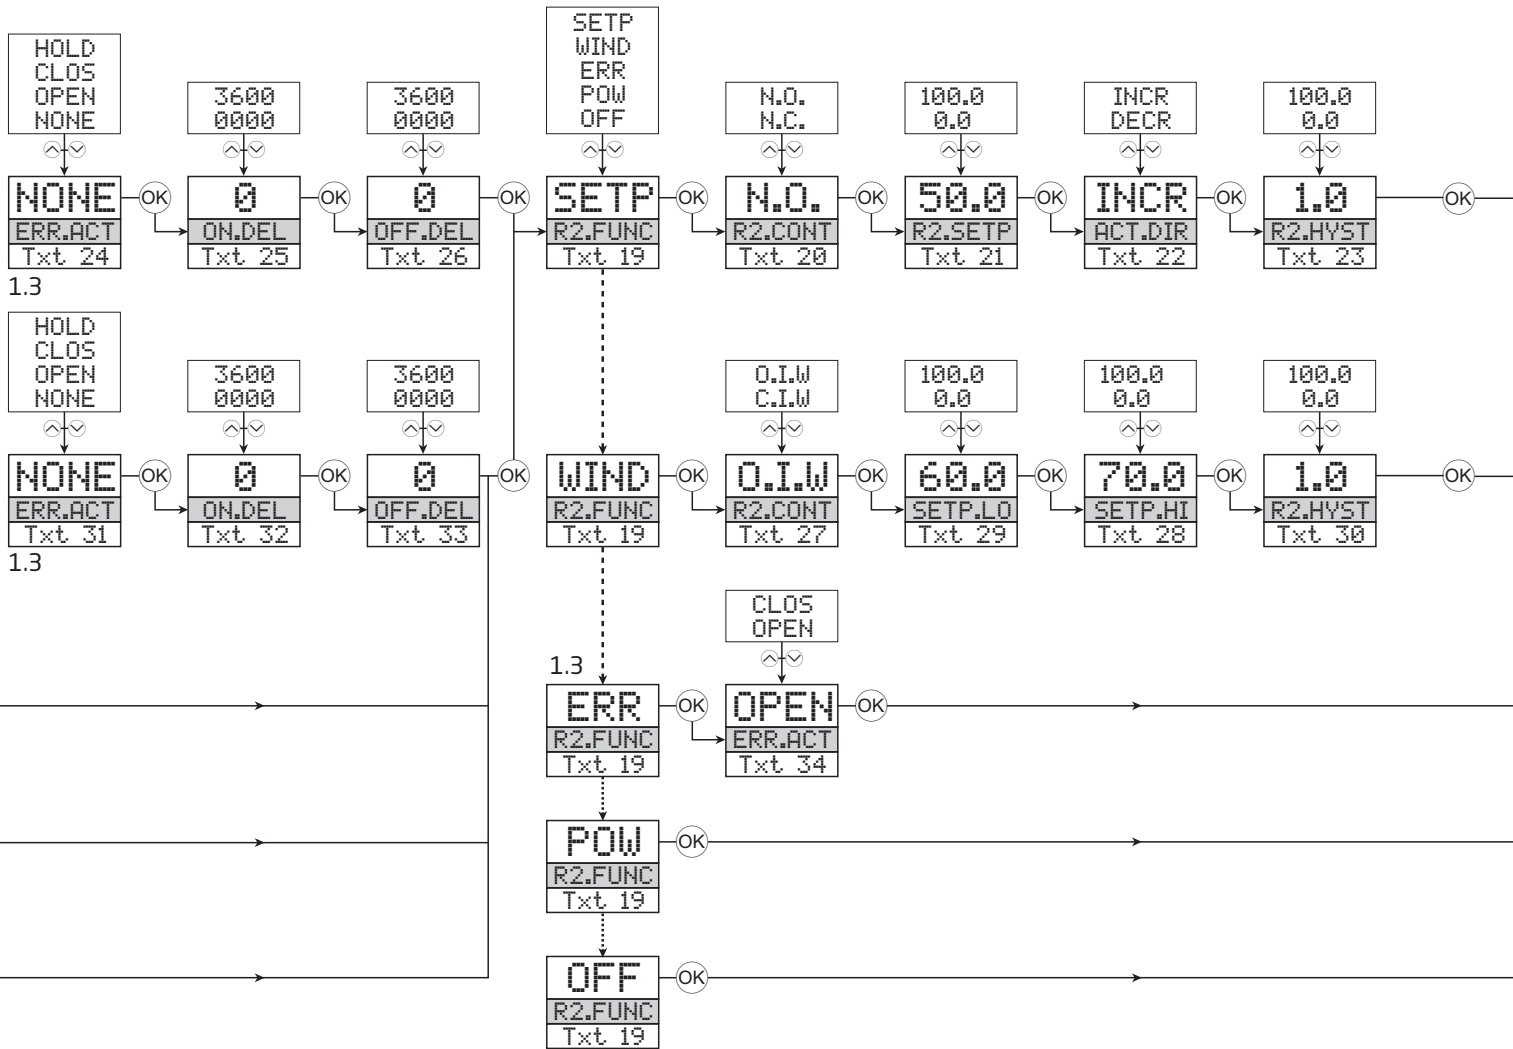 HOLD
CLOS
OPEN
NONE
3600
0000
3600
0000
SETP
WIND
ERR
POW
OFF
N.O.
N.C.
100.0
0.0
INCR
DECR
100.0
0.0
NONE
ERR.ACT
Txt 24
OK
0
ON.DEL
Txt 25
OK
0
OFF.DEL
Txt 26
OK
SETP
R2.FUNC
Txt 19
OK
N.O.
R2.CONT
Txt 20
OK
50.0
R2.SETP
Txt 21
OK
INCR
ACT.DIR
Txt 22
OK
1.0
R2.HYST
Txt 23
OK
1.3
HOLD
CLOS
OPEN
NONE
3600
0000
3600
0000
O.I.W
C.I.W
100.0
0.0
100.0
0.0
100.0
0.0
NONE
ERR.ACT
Txt 31
OK
0
ON.DEL
Txt 32
OK
0
OFF.DEL
Txt 33
OK
WIND
R2.FUNC
Txt 19
OK
O.I.W
R2.CONT
Txt 27
OK
60.0
SETP.LO
Txt 29
OK
70.0
SETP.HI
Txt 28
OK
1.0
R2.HYST
Txt 30
OK
1.3
CLOS
OPEN
1.3
ERR
R2.FUNC
Txt 19
OK
OPEN
ERR.ACT
Txt 34
OK
POW
R2.FUNC
Txt 19
OK
OFF
R2.FUNC
Txt 19
OK